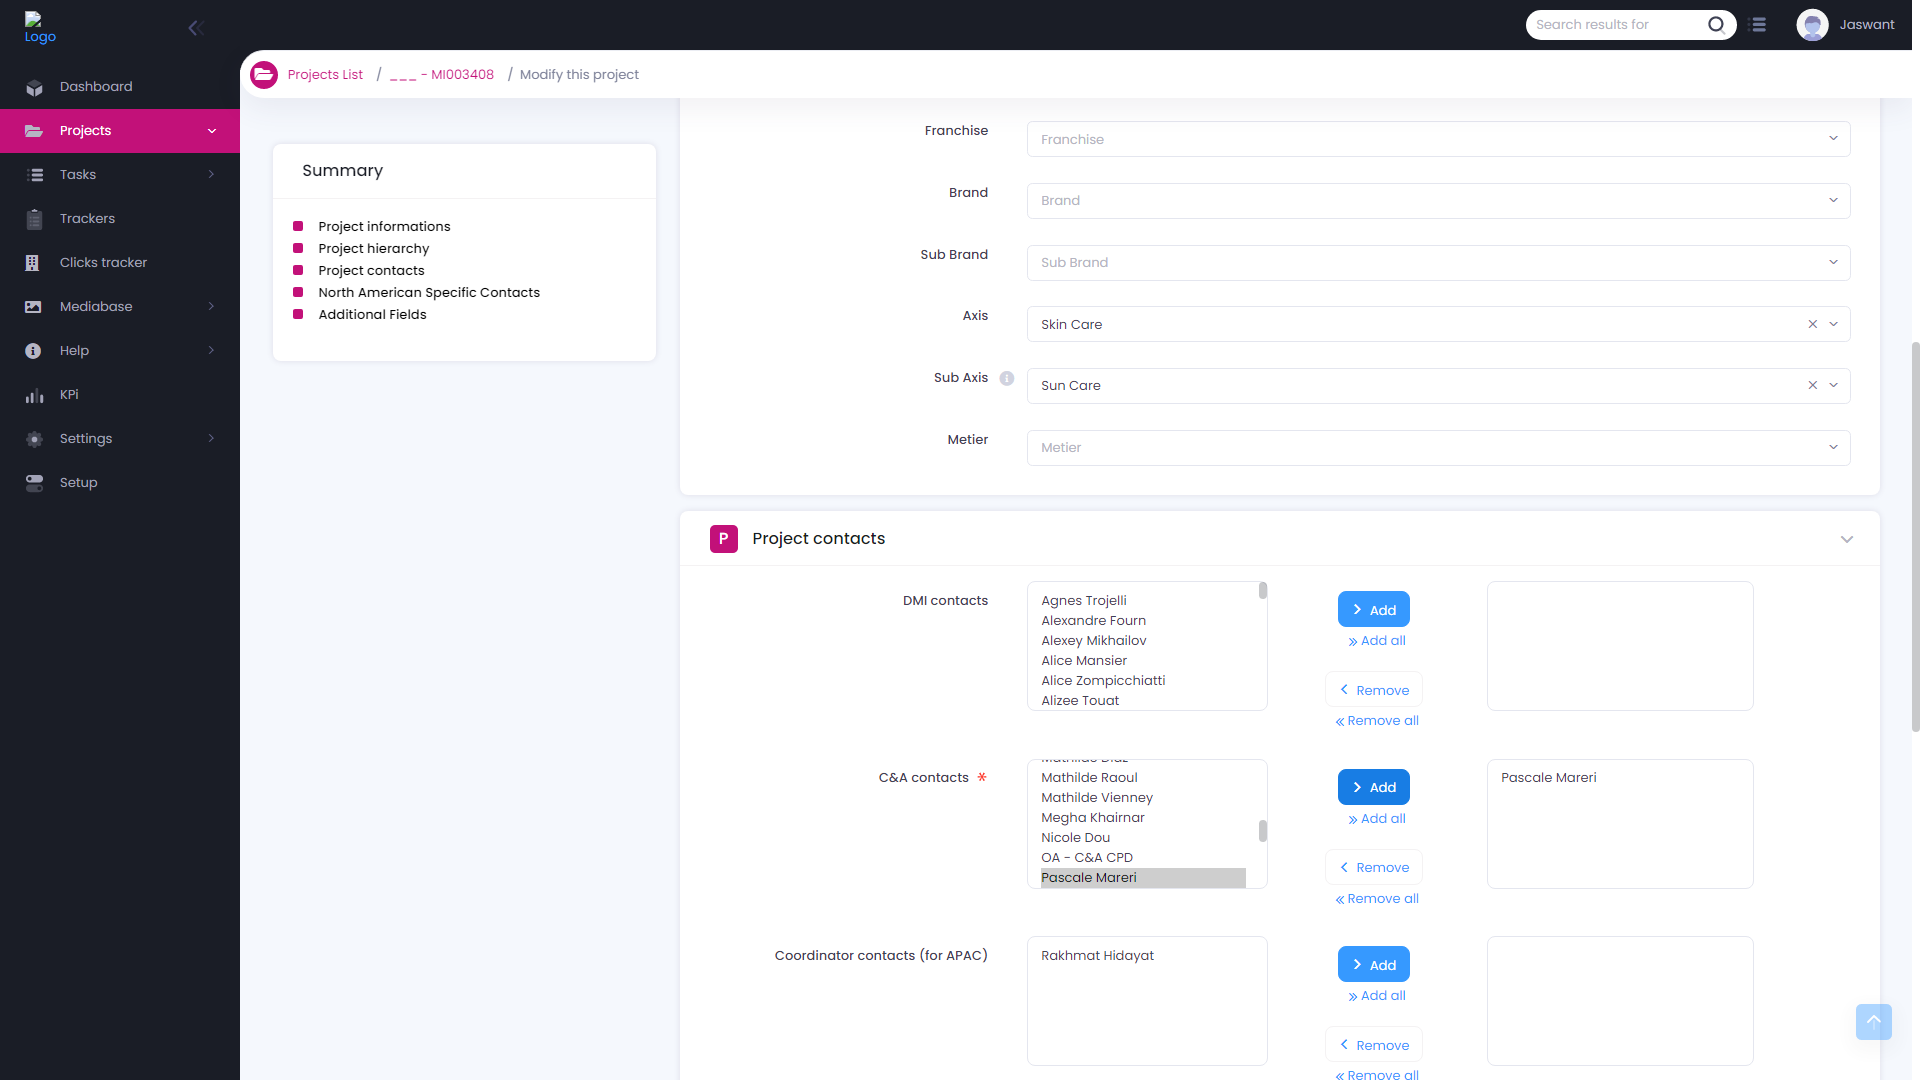 Logo
Search results for
Jaswant
Dashboard
Projects
Tasks
Trackers
Clicks tracker
Mediabase
Help
KPi
Settings
Setup
Projects List / ___ - MI003408 / Modify this project
Summary
Project informations
Project hierarchy
Project contacts
North American Specific Contacts
Additional Fields
Franchise
Franchise
Brand
Brand
Sub Brand
Sub Brand
Axis
Skin Care
Sub Axis
Sun Care
Metier
Metier
P Project contacts
DMI contacts
Agnes Trojelli
Alexandre Fourn
Alexey Mikhailov
Alice Mansier
Alice Zompicchiatti
Alizee Touat
Add
Add all
Remove
Remove all
C&A contacts *
Mathilde Diaz
Mathilde Raoul
Mathilde Vienney
Megha Khairnar
Nicole Dou
OA - C&A CPD
Pascale Mareri
Add
Add all
Remove
Remove all
Pascale Mareri
Coordinator contacts (for APAC)
Rakhmat Hidayat
Add
Add all
Remove
Remove all